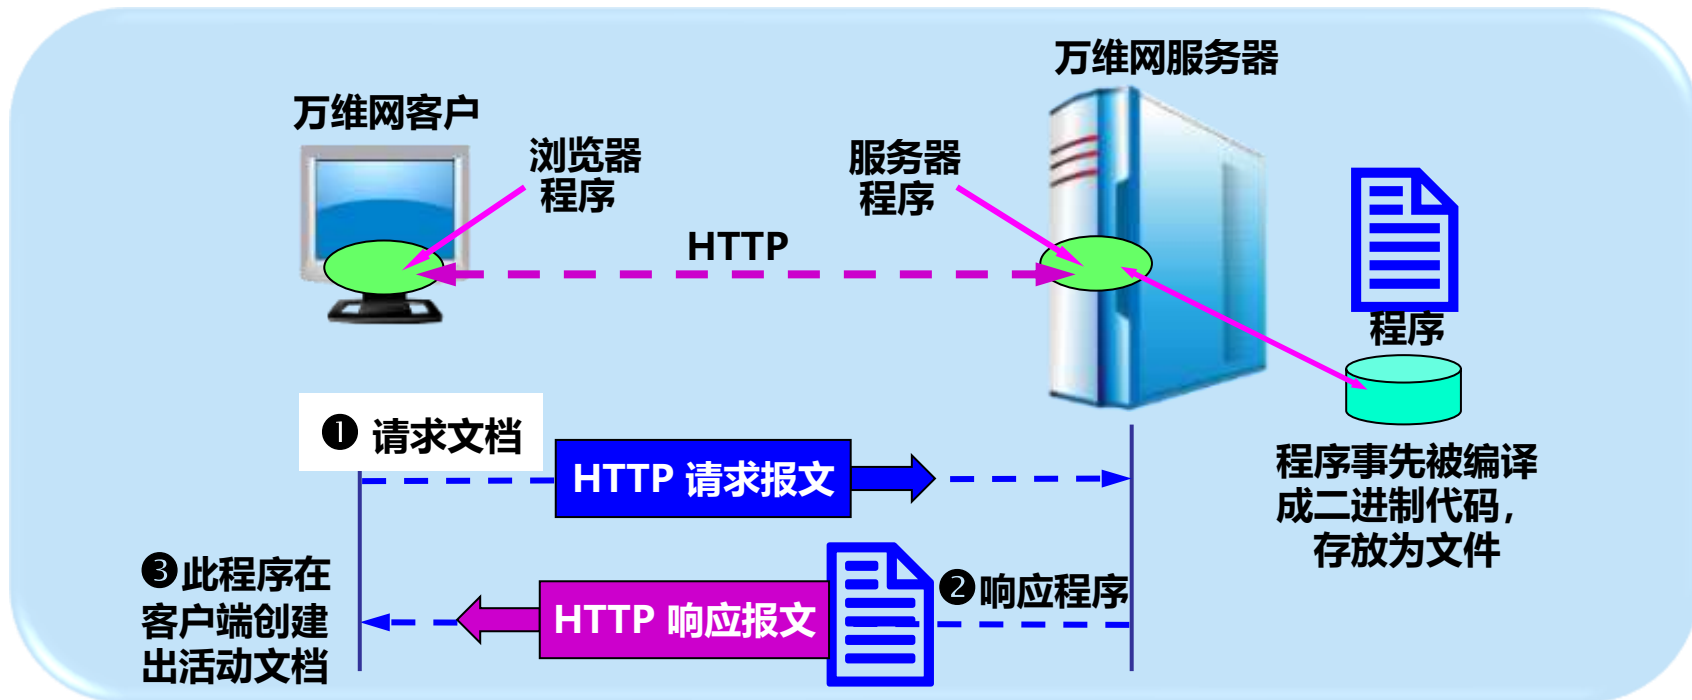 万维网服务器
万维网客户
浏览器
程序
服务器
程序
HTTP
程序
❶ 请求文档
HTTP 请求报文
程序事先被编译
成二进制代码，
存放为文件
❸此程序在
客户端创建
出活动文档
HTTP 响应报文
❷响应程序